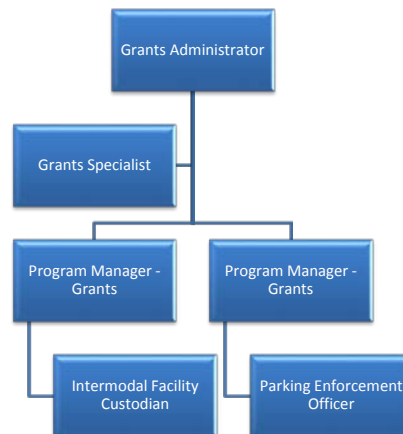 Grants Administrator
Grants Specialist
Program Manager -
Grants
Program Manager -
Grants
Intermodal Facility
Custodian
Parking Enforcement
Officer